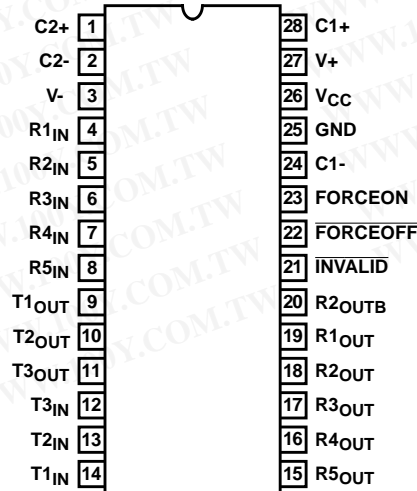 C2+ 1 28 C1+
C2- 2 27 V+
V- 3 26 VCC
R1IN 4 25 GND
R2IN 5 24 C1-
R3IN 6 23 FORCEON
R4IN 7 22 FORCEOFF
R5IN 8 21 INVALID
T1OUT 9 20 R2OUTB
T2OUT 10 19 R1OUT
T3OUT 11 18 R2OUT
T3IN 12 17 R3OUT
T2IN 13 16 R4OUT
T1IN 14 15 R5OUT